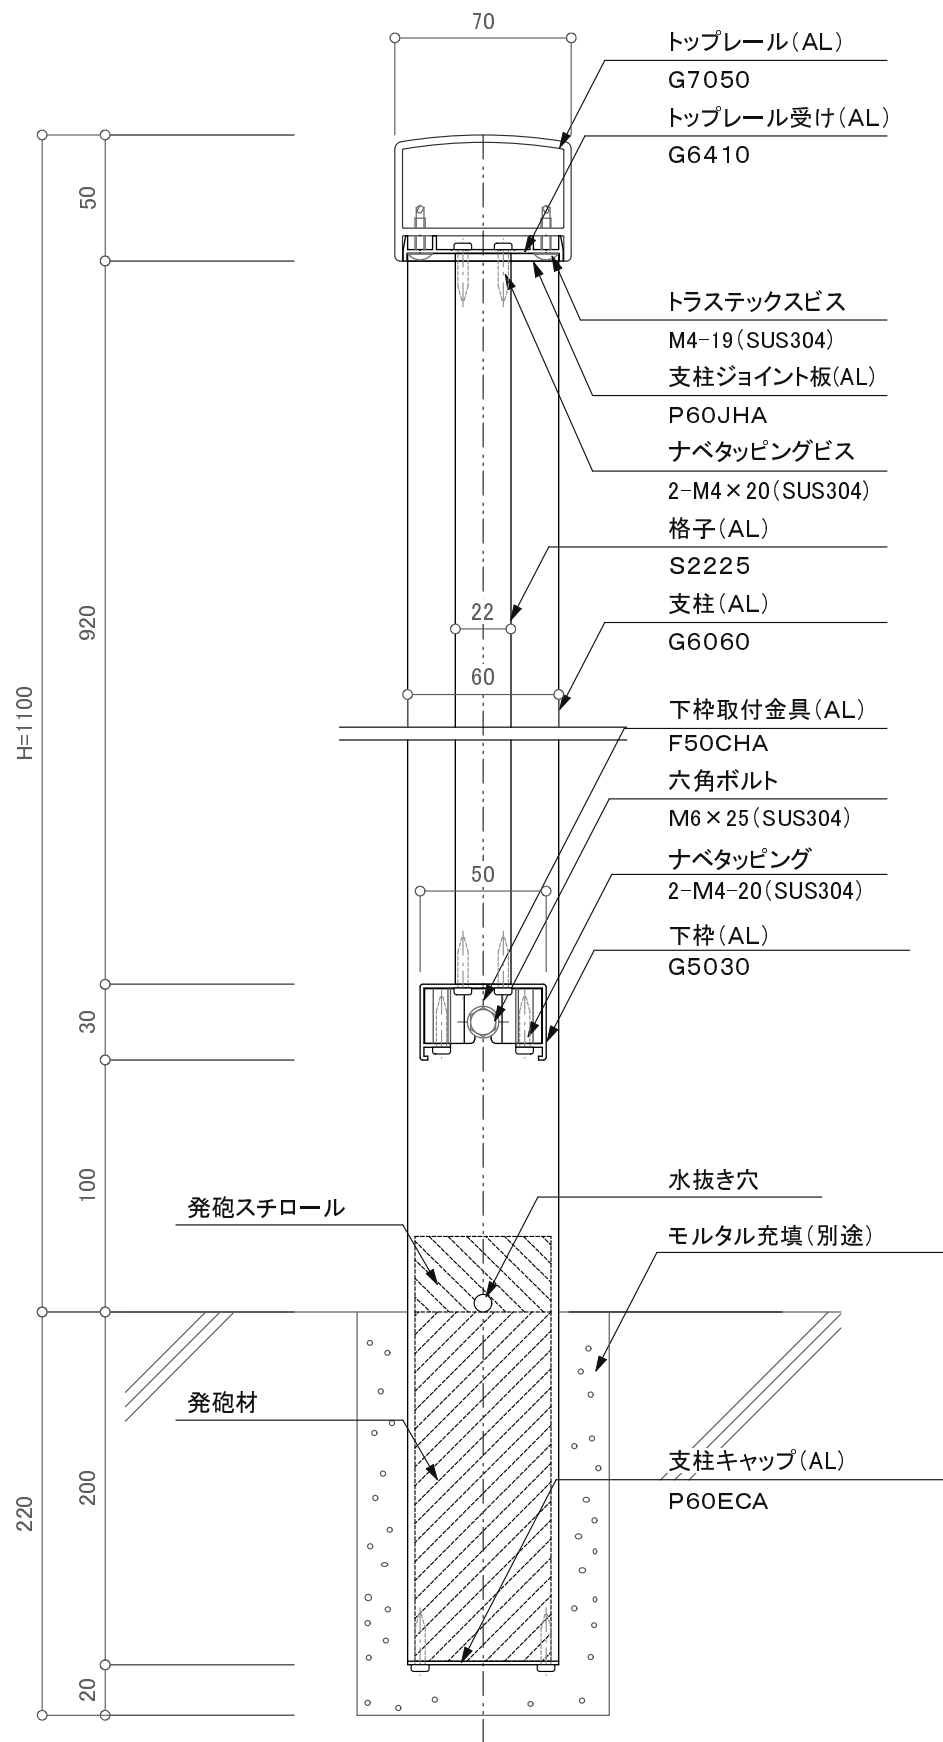 70
トップレール(AL)
G7050
トップレール受け(AL)
G6410
50
トラステックスビス
M4-19(SUS304)
支柱ジョイント板(AL)
P60JHA
ナベタッピングビス
2-M4×20(SUS304)
格子(AL)
S2225
22
支柱(AL)
G6060
920
60
H=1100
下枠取付金具(AL)
F50CHA
六角ボルト
M6×25(SUS304)
50
ナベタッピング
2-M4-20(SUS304)
下枠(AL)
G5030
30
100
水抜き穴
発砲スチロール
モルタル充填(別途)
発砲材
支柱キャップ(AL)
P60ECA
200
220
20